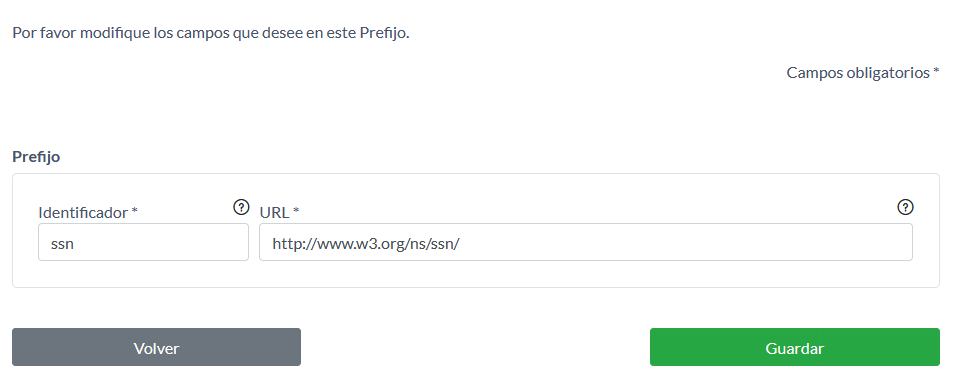 Por favor modifique los campos que desee en este Prefijo.
Campos obligatorios *
Prefijo
Identificador * ? URL * ?
ssn http://www.w3.org/ns/ssn/
Volver Guardar